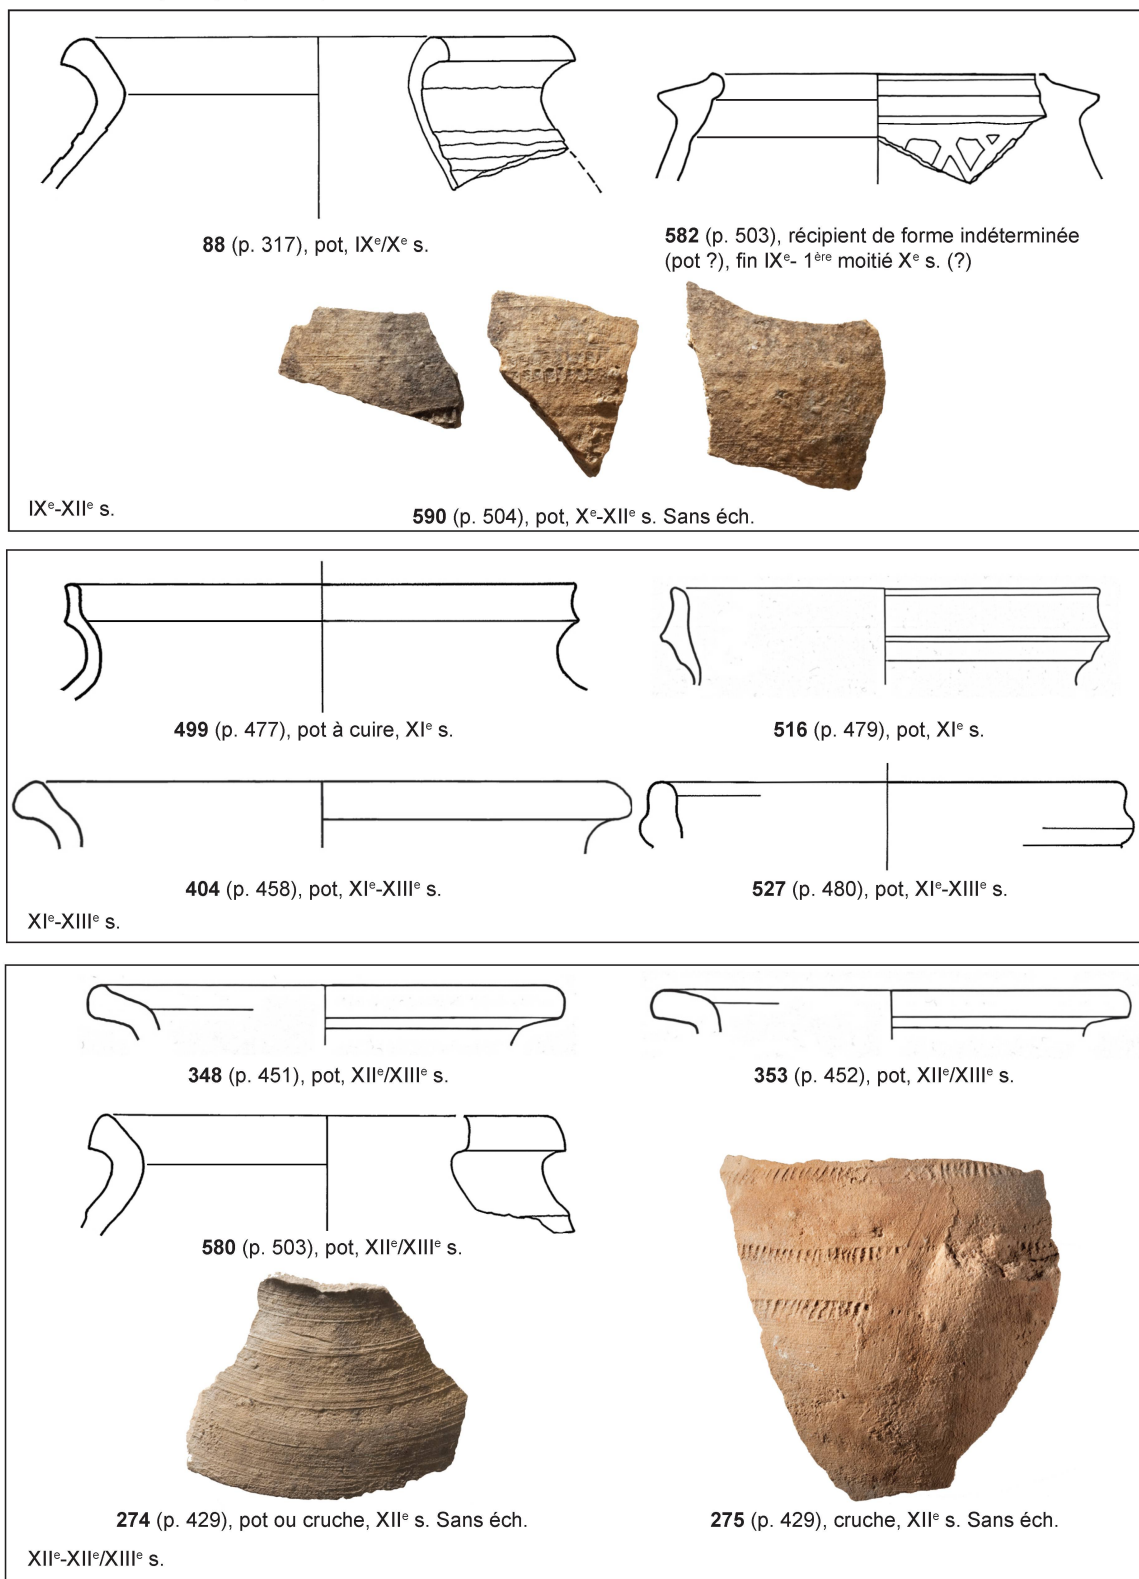 88 (p. 317), pot, IXᵉ/Xᵉ s.
582 (p. 503), récipient de forme indéterminée
(pot ?), fin IXᵉ- 1ᵉʳᵉ moitié Xᵉ s. (?)
IXᵉ-XIIᵉ s.
590 (p. 504), pot, Xᵉ-XIIᵉ s. Sans éch.
499 (p. 477), pot à cuire, XIᵉ s.
516 (p. 479), pot, XIᵉ s.
404 (p. 458), pot, XIᵉ-XIIIᵉ s.
527 (p. 480), pot, XIᵉ-XIIIᵉ s.
XIᵉ-XIIIᵉ s.
348 (p. 451), pot, XIIᵉ/XIIIᵉ s.
353 (p. 452), pot, XIIᵉ/XIIIᵉ s.
580 (p. 503), pot, XIIᵉ/XIIIᵉ s.
274 (p. 429), pot ou cruche, XIIᵉ s. Sans éch.
275 (p. 429), cruche, XIIᵉ s. Sans éch.
XIIᵉ-XIIᵉ/XIIIᵉ s.